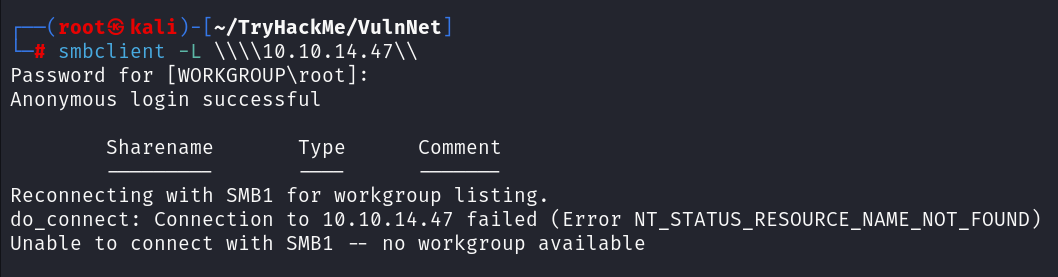 ┌──(root㉿kali)-[~/TryHackMe/VulnNet]
└─# smbclient -L \\\\10.10.14.47\\
Password for [WORKGROUP\root]:
Anonymous login successful
        Sharename       Type      Comment
        ---------       ----      -------
Reconnecting with SMB1 for workgroup listing.
do_connect: Connection to 10.10.14.47 failed (Error NT_STATUS_RESOURCE_NAME_NOT_FOUND)
Unable to connect with SMB1 -- no workgroup available